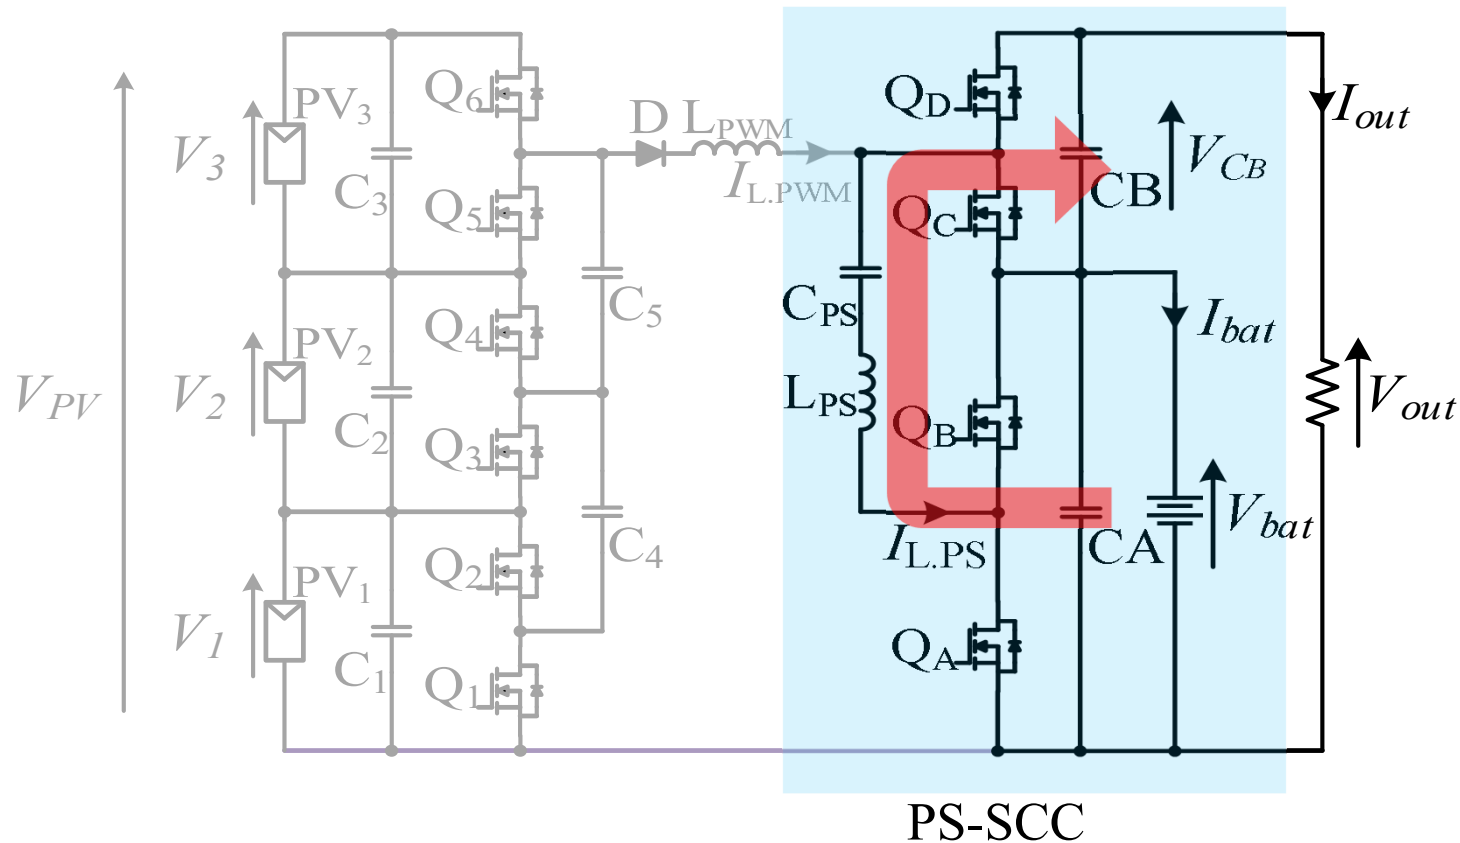 Q6
QD
PV3
D LPWM
Iout
V3
C3
Q5
IL.PWM
QC
CB
VCB
Q4
C5
CPS
Ibat
PV2
VPV
V2
C2
Q3
LPS
QB
Vout
Q2
C4
IL.PS
CA
Vbat
PV1
V1
C1
Q1
QA
PS-SCC